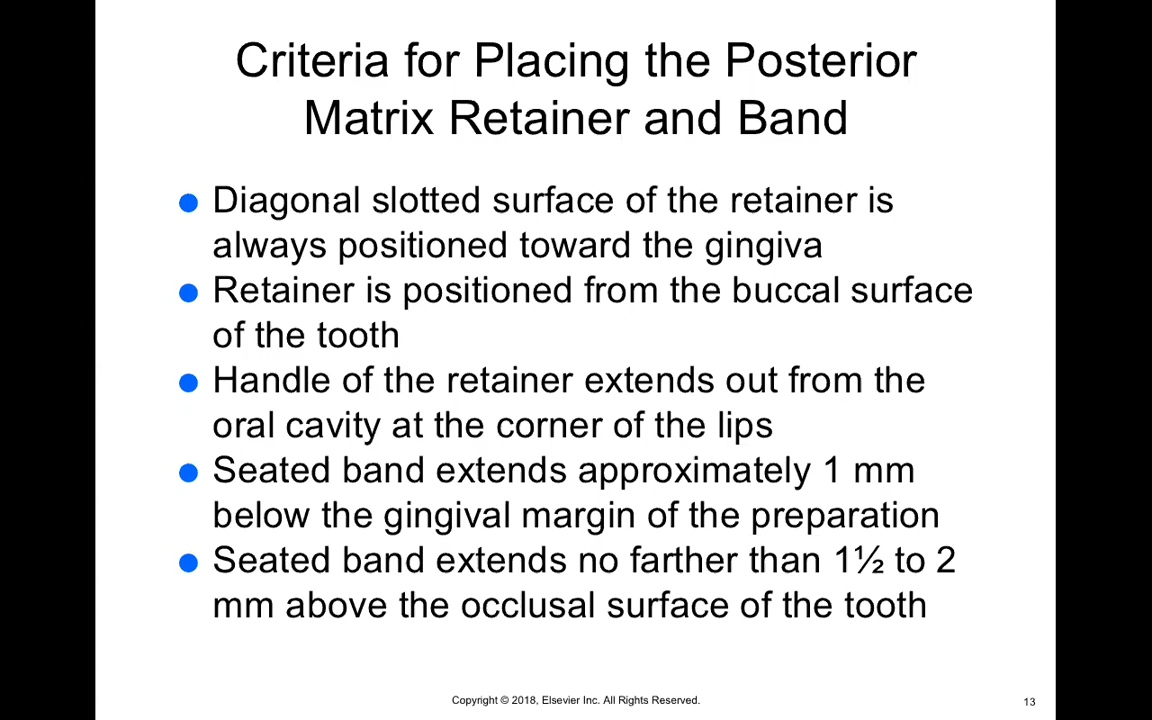 Criteria for Placing the Posterior
Matrix Retainer and Band
● Diagonal slotted surface of the retainer is
always positioned toward the gingiva
● Retainer is positioned from the buccal surface
of the tooth
● Handle of the retainer extends out from the
oral cavity at the corner of the lips
● Seated band extends approximately 1 mm
below the gingival margin of the preparation
● Seated band extends no farther than 1½ to 2
mm above the occlusal surface of the tooth
Copyright © 2018, Elsevier Inc. All Rights Reserved.
13